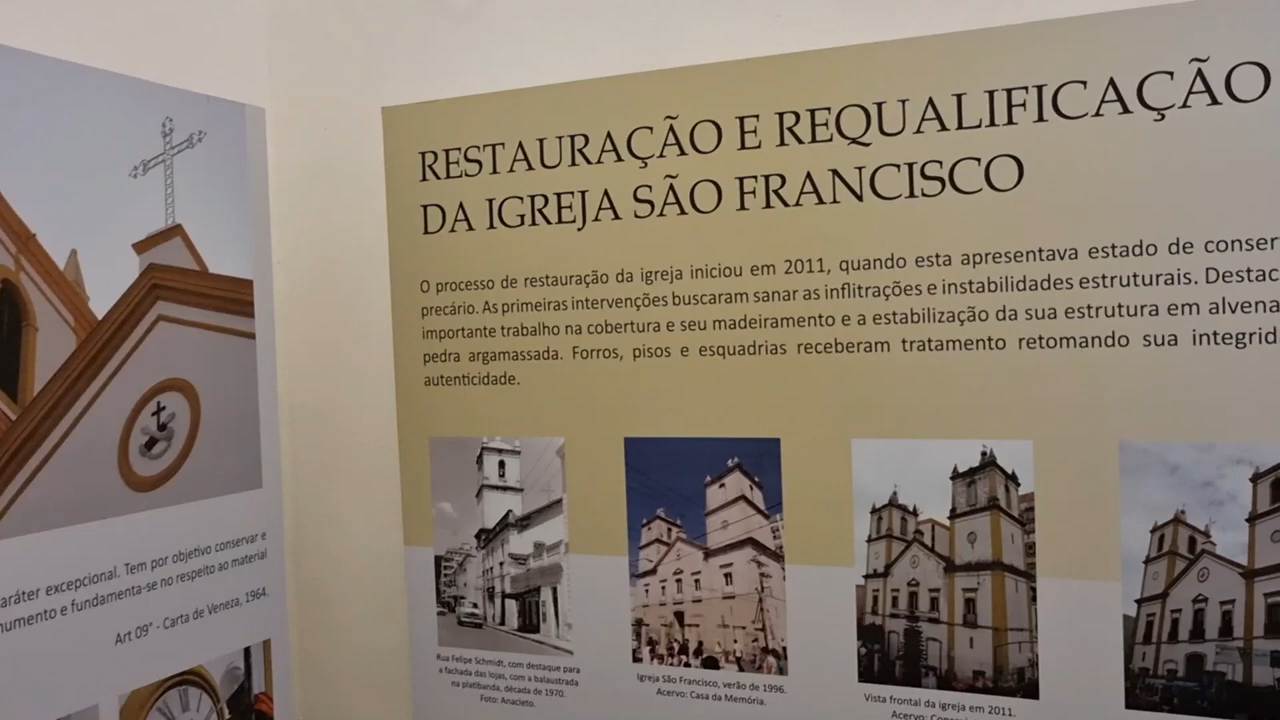 RESTAURAÇÃO E REQUALIFICAÇÃO
DA IGREJA SÃO FRANCISCO
O processo de restauração da igreja iniciou em 2011, quando esta apresentava estado de conser
precário. As primeiras intervenções buscaram sanar as inflitrações e instabilidades estruturais. Destac
importante trabalho na cobertura e seu madeiramento e a estabilização da sua estrutura em alvena
pedra argamassada. Forros, pisos e esquadrias receberam tratamento retomando sua integrid
autenticidade.
aráter excepcional. Tem por objetivo conservar e
numento e fundamenta-se no respeito ao material
Art 09° - Carta de Veneza, 1964.
Rua Felipe Schmidt, com destaque para
a fachada das lojas, com a balaustrada
na platibanda, década de 1970.
Foto: Anacleto.
Igreja São Francisco, verão de 1996.
Acervo: Casa da Memória.
Vista frontal da igreja em 2011.
Acervo: